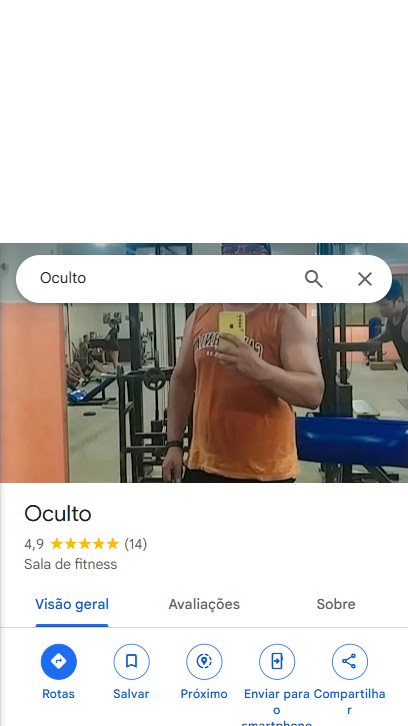 Oculto
Oculto
4,9 ★★★★★ (14)
Sala de fitness
Visão geral
Avaliações
Sobre
Rotas
Salvar
Próximo
Enviar para o
smartphone
Compartilhar